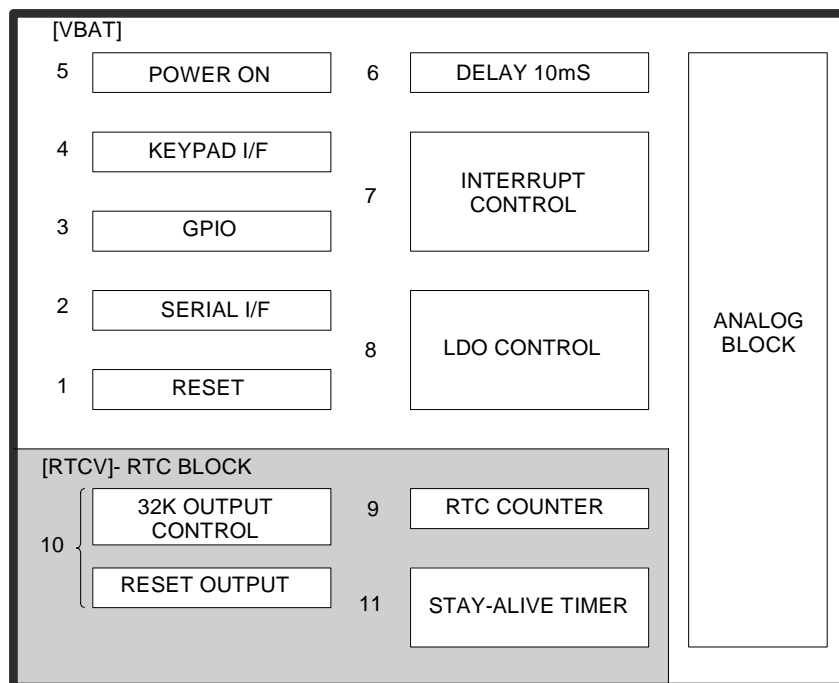 [VBAT]
5 POWER ON
6 DELAY 10mS
4 KEYPAD I/F
7 INTERRUPT
CONTROL
3 GPIO
2 SERIAL I/F
8 LDO CONTROL
1 RESET
ANALOG
BLOCK
[RTCV]- RTC BLOCK
10
32K OUTPUT
CONTROL
RESET OUTPUT
9 RTC COUNTER
11 STAY-ALIVE TIMER